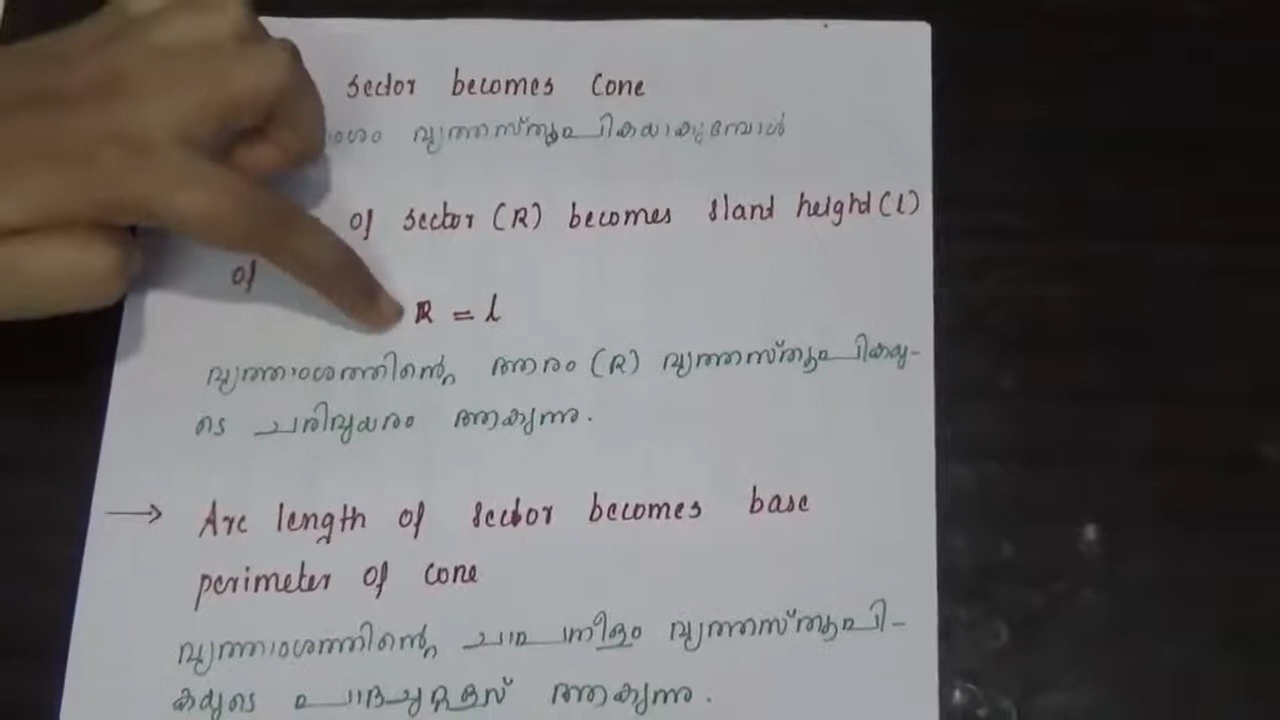 sector becomes Cone
ംശം വൃത്തസ്തൂപികയാകുമ്പോൾ
of sector (R) becomes sland height (l)
of
R = l
വൃത്താംശത്തിന്റെ ആരം (R) വൃത്തസ്തൂപികയു-
ടെ ചരിവുയരം ആകുന്നു.
→ Arc length of sector becomes base
perimeter of cone
വൃത്താംശത്തിന്റെ ചാപനീളം വൃത്തസ്തൂപി-
കയുടെ പാദചുറ്റളവ് ആകുന്നു.